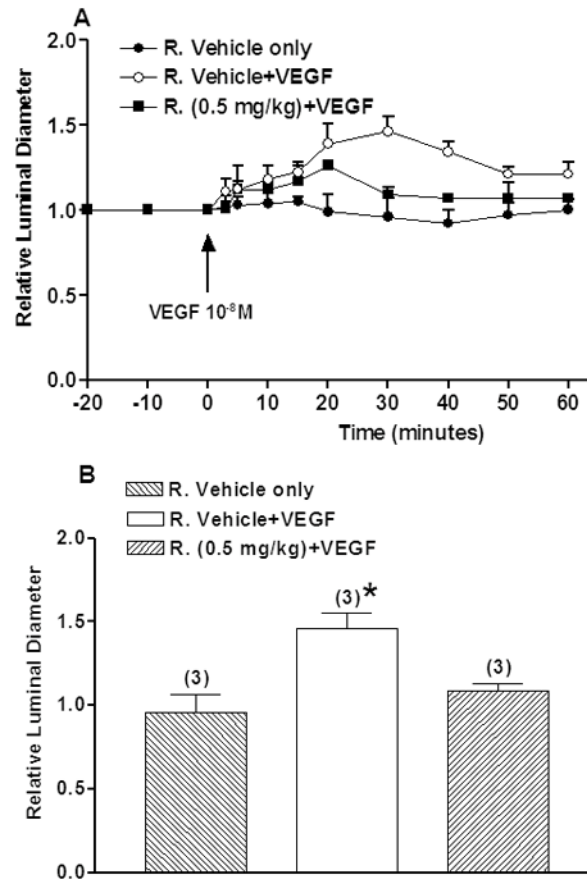 A
R. Vehicle only
R. Vehicle+VEGF
R. (0.5 mg/kg)+VEGF
Relative Luminal Diameter
2.0
1.5
1.0
0.5
0.0
VEGF 10⁻⁸M
-20 -10 0 10 20 30 40 50 60
Time (minutes)
B
R. Vehicle only
R. Vehicle+VEGF
R. (0.5 mg/kg)+VEGF
Relative Luminal Diameter
2.0
1.5
1.0
0.5
0.0
(3) (3)* (3)